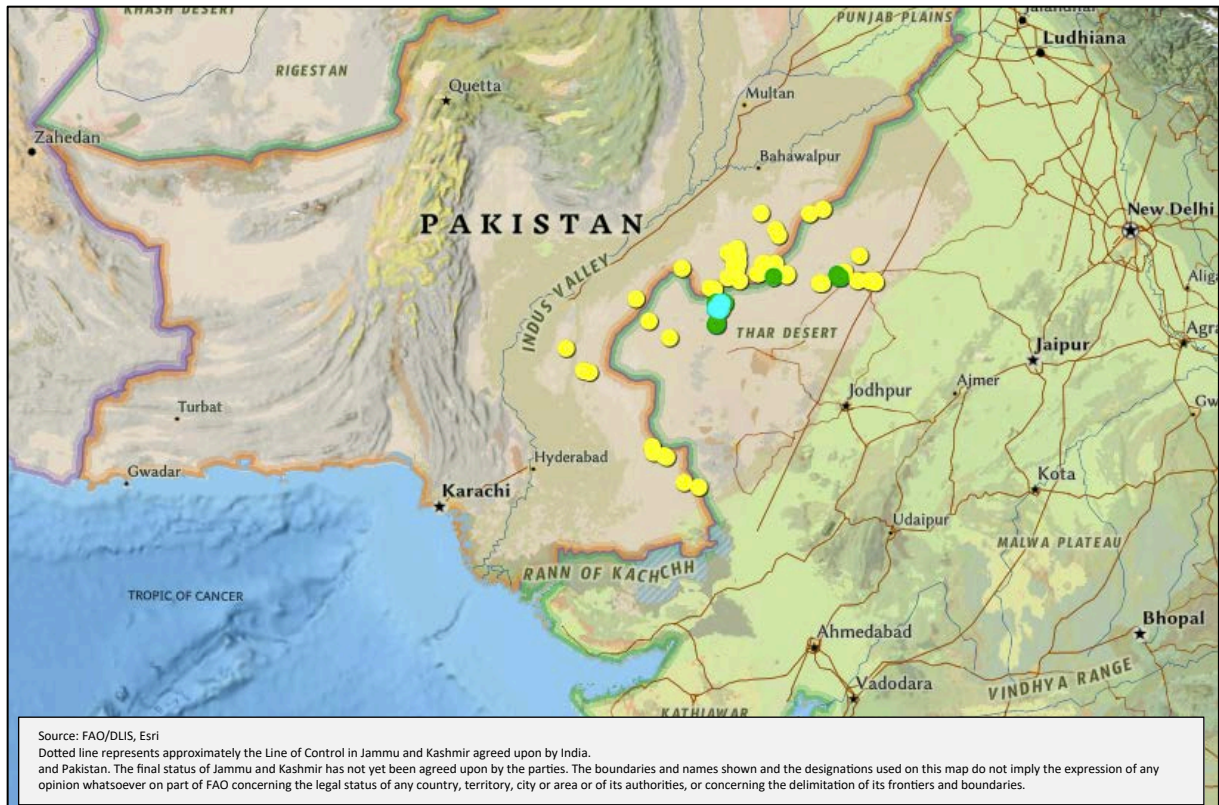 KHASH DESERT
PUNJAB PLAINS
Jalandhar
Ludhiana
RIGESTAN
Quetta
Multan
Zahedan
Bahawalpur
PAKISTAN
New Delhi
INDUS VALLEY
Aliga
THAR DESERT
Agra
Jaipur
Jodhpur
Ajmer
Turbat
Gw
Hyderabad
Gwadar
Kota
Karachi
Udaipur
MALWA PLATEAU
RANN OF KACHCHH
TROPIC OF CANCER
Bhopal
Ahmedabad
Vadodara
VINDHYA RANGE
KATHIAWAR
Source: FAO/DLIS, Esri
Dotted line represents approximately the Line of Control in Jammu and Kashmir agreed upon by India.
and Pakistan. The final status of Jammu and Kashmir has not yet been agreed upon by the parties. The boundaries and names shown and the designations used on this map do not imply the expression of any
opinion whatsoever on part of FAO concerning the legal status of any country, territory, city or area or of its authorities, or concerning the delimitation of its frontiers and boundaries.